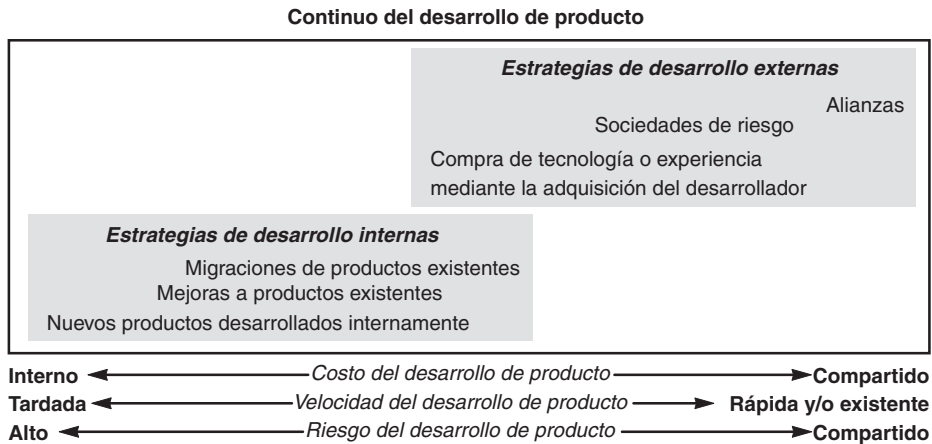 Continuo del desarrollo de producto
Estrategias de desarrollo externas
Alianzas
Sociedades de riesgo
Compra de tecnología o experiencia
mediante la adquisición del desarrollador
Estrategias de desarrollo internas
Migraciones de productos existentes
Mejoras a productos existentes
Nuevos productos desarrollados internamente
Interno Costo del desarrollo de producto Compartido
Tardada Velocidad del desarrollo de producto Rápida y/o existente
Alto Riesgo del desarrollo de producto Compartido